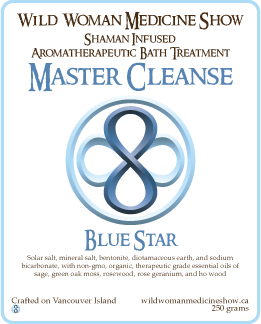 Wild Woman Medicine Show
Shaman Infused
Aromatherapeutic Bath Treatment
Master Cleanse
Blue Star
Solar salt, mineral salt, bentonite, diotamaceous earth, and sodium
bicarbonate, with non-gmo, organic, therapeutic grade essential oils of
sage, green oak moss, rosewood, rose geranium, and ho wood
Crafted on Vancouver Island wildwomanmedicineshow.ca
250 grams